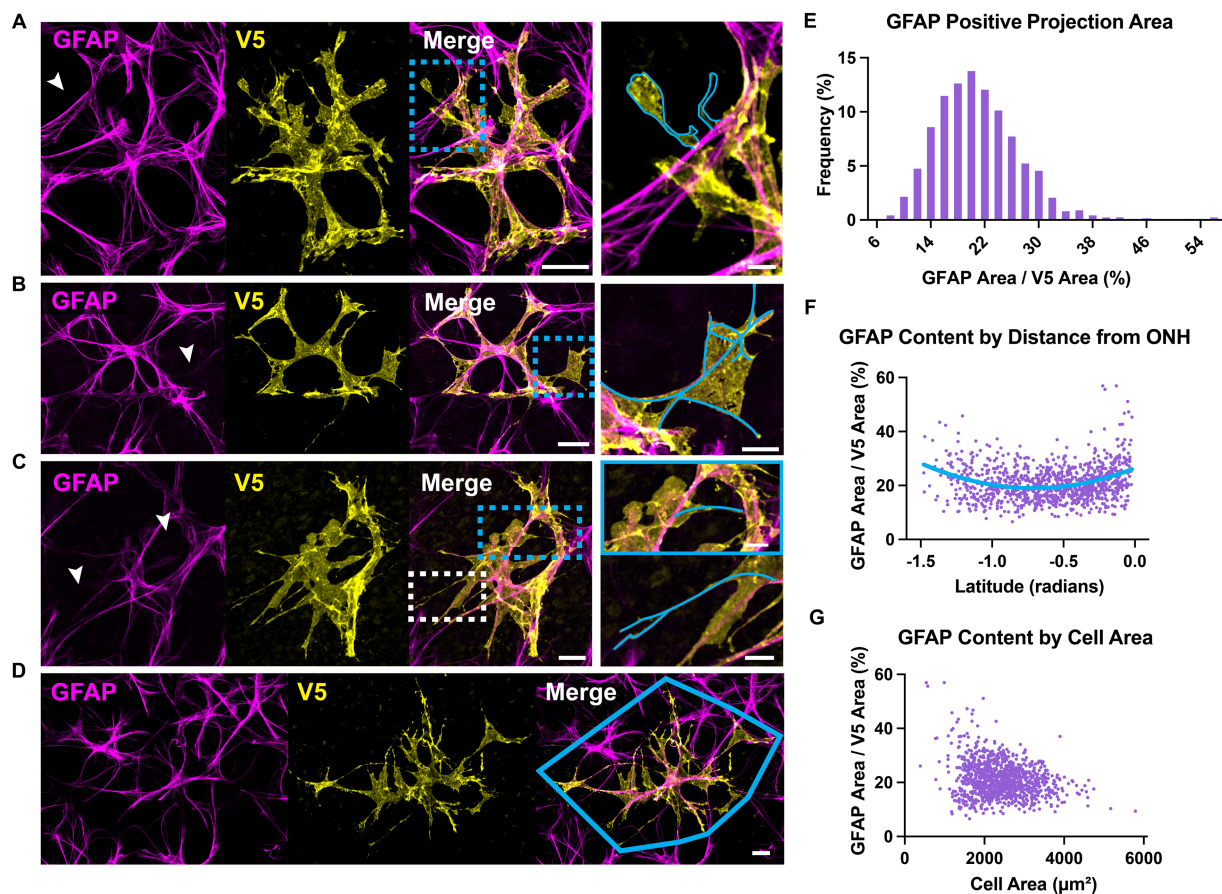 A
GFAP
V5
Merge
B
GFAP
V5
Merge
C
GFAP
V5
Merge
D
GFAP
V5
Merge
E
GFAP Positive Projection Area
Frequency (%)
15
10
5
0
6 14 22 30 38 46 54
GFAP Area / V5 Area (%)
F
GFAP Content by Distance from ONH
GFAP Area / V5 Area (%)
60
40
20
0
-1.5 -1.0 -0.5 0.0
Latitude (radians)
G
GFAP Content by Cell Area
GFAP Area / V5 Area (%)
60
40
20
0
0 2000 4000 6000
Cell Area (µm²)